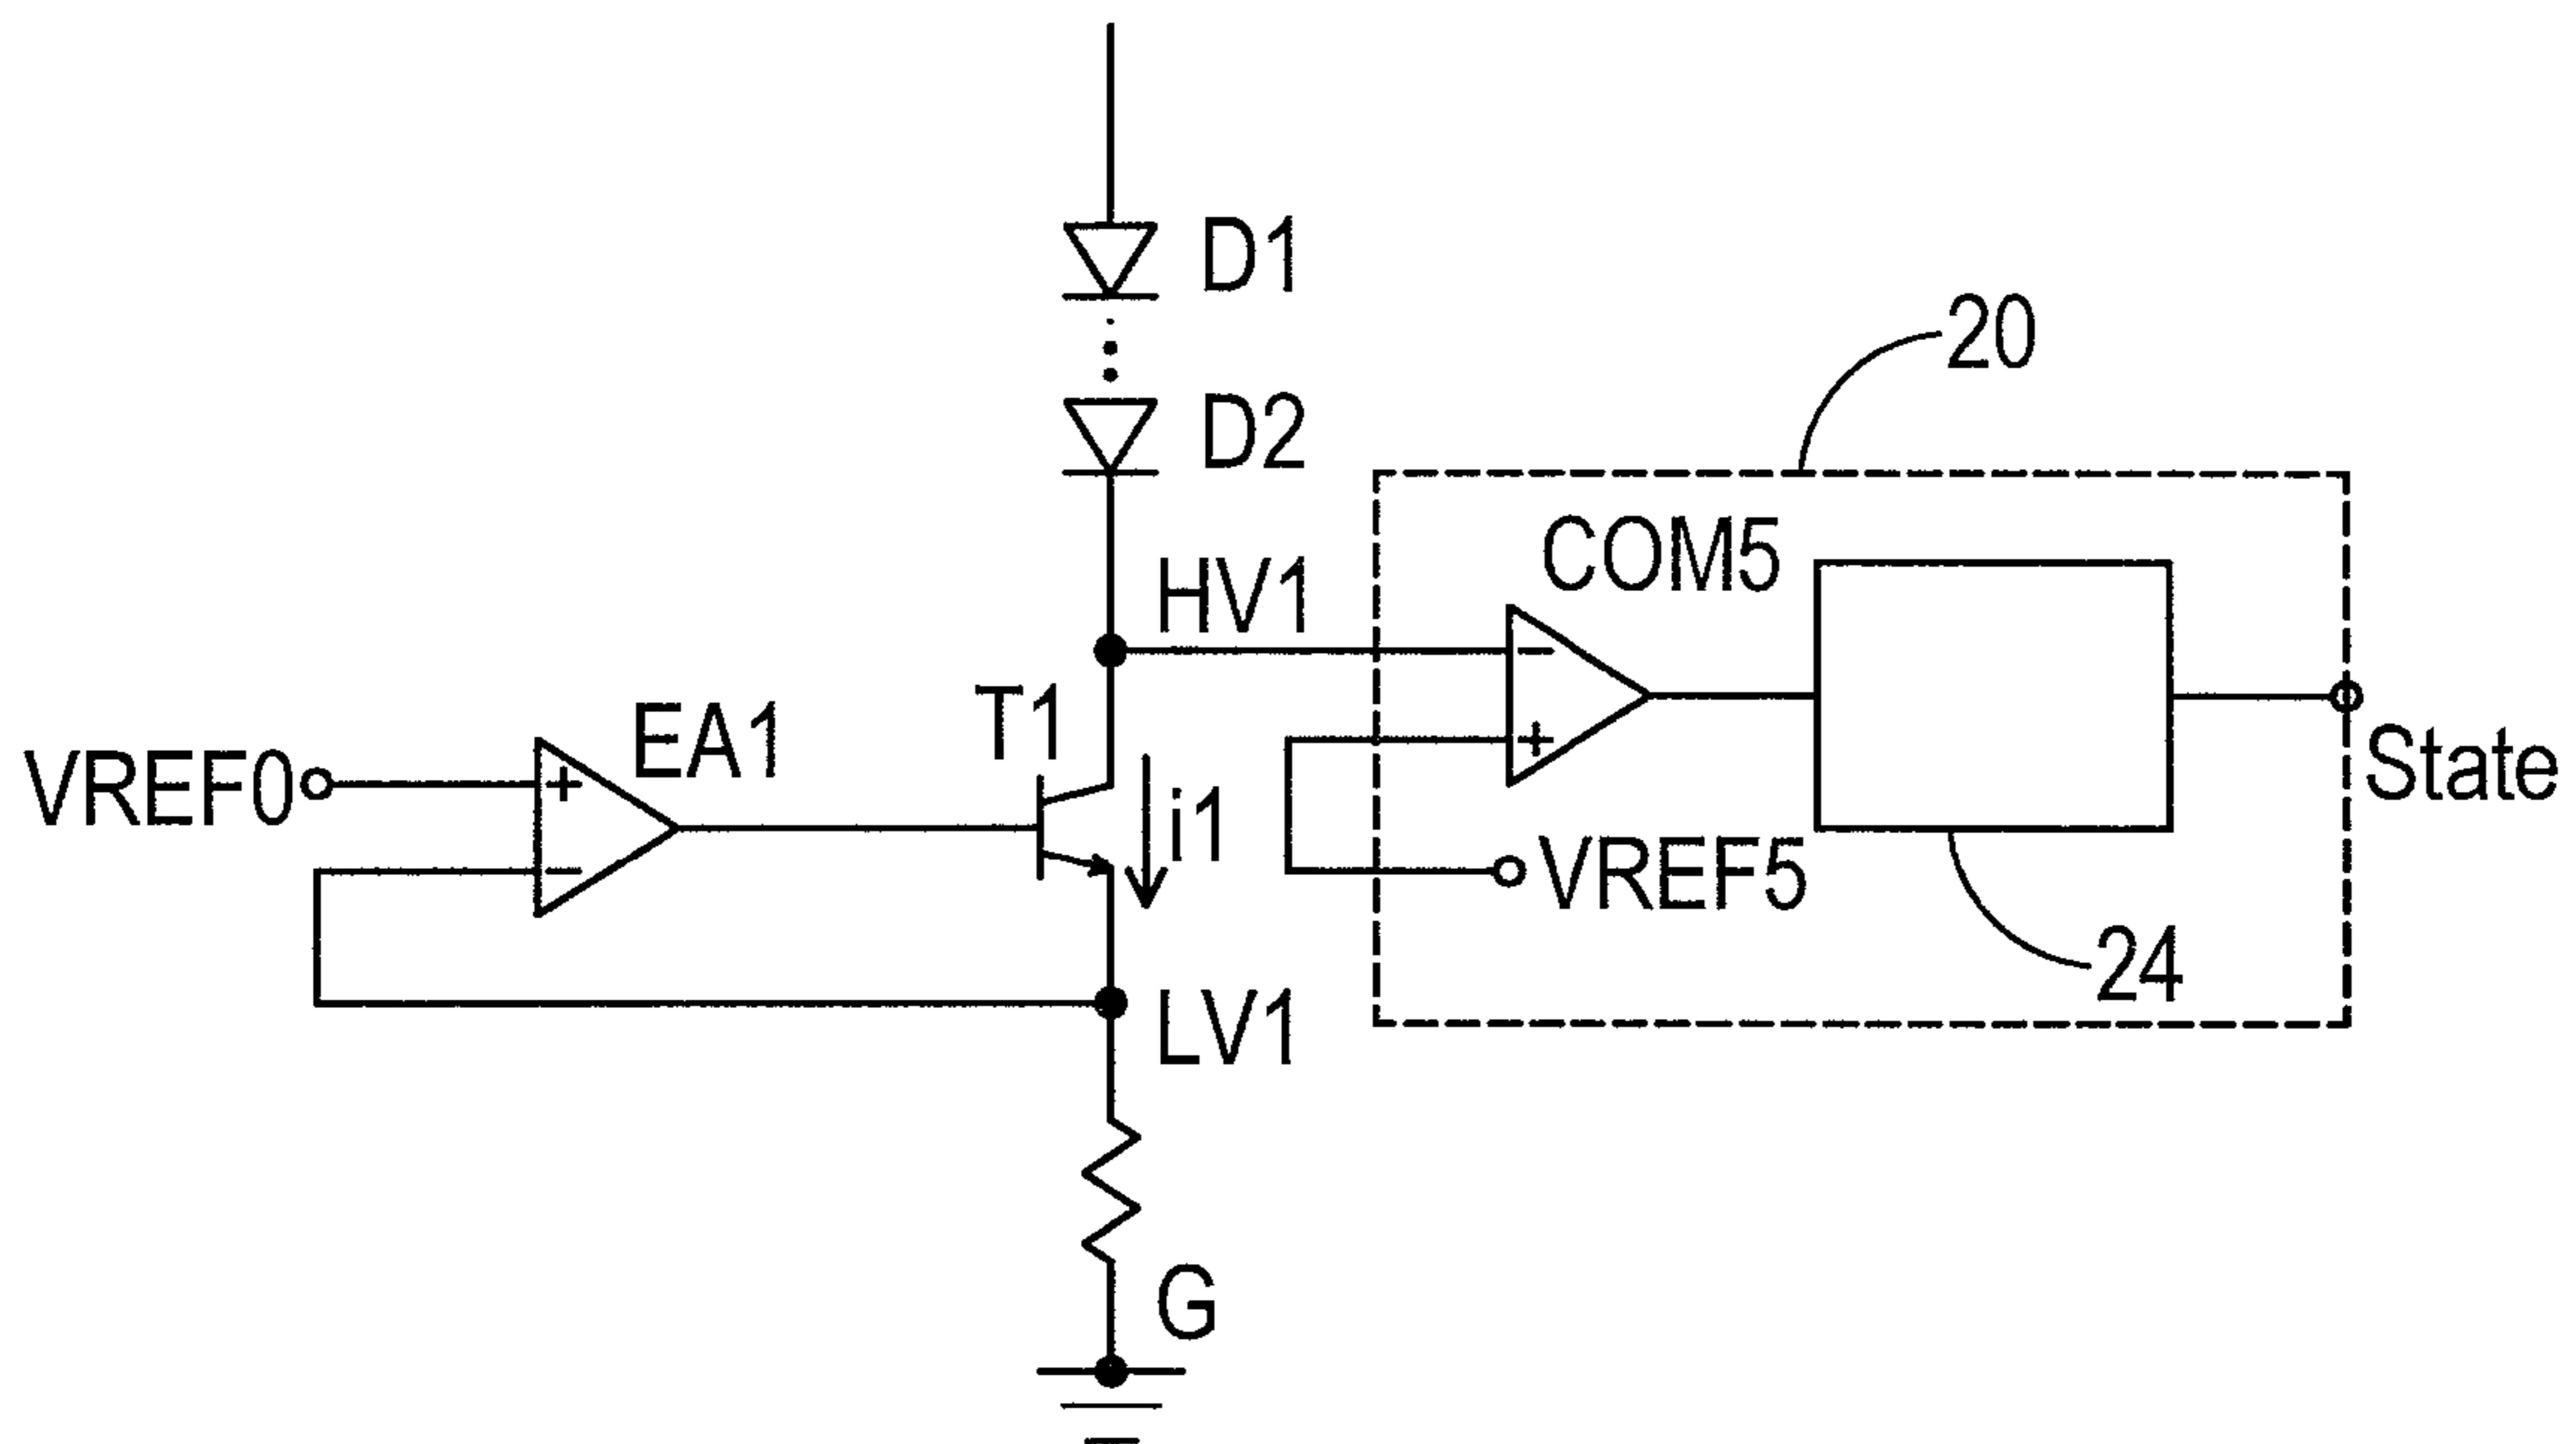 D1
20
D2
COM5
HV1
T1
EA1
VREF0
+
−
i1
−
+
State
VREF5
24
LV1
G